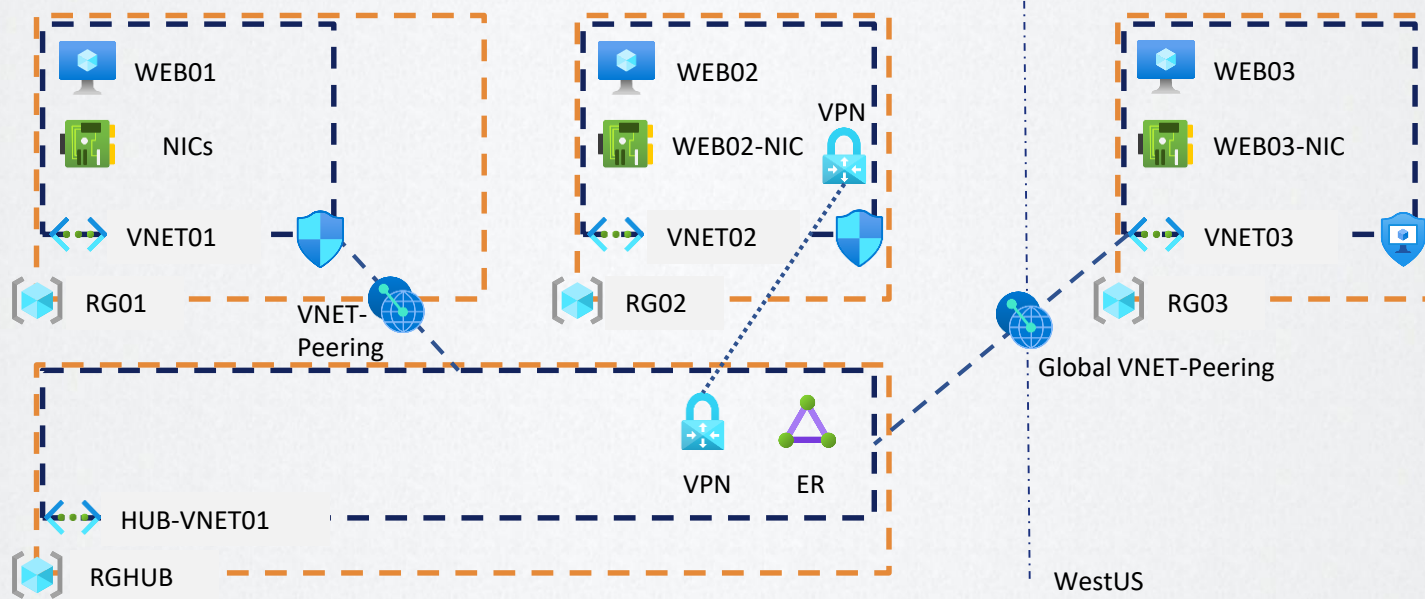 WEB01
NICs
VNET01
RG01
VNET-
Peering
WEB02
VPN
WEB02-NIC
VNET02
RG02
WEB03
WEB03-NIC
VNET03
RG03
Global VNET-Peering
VPN
ER
HUB-VNET01
RGHUB
WestUS